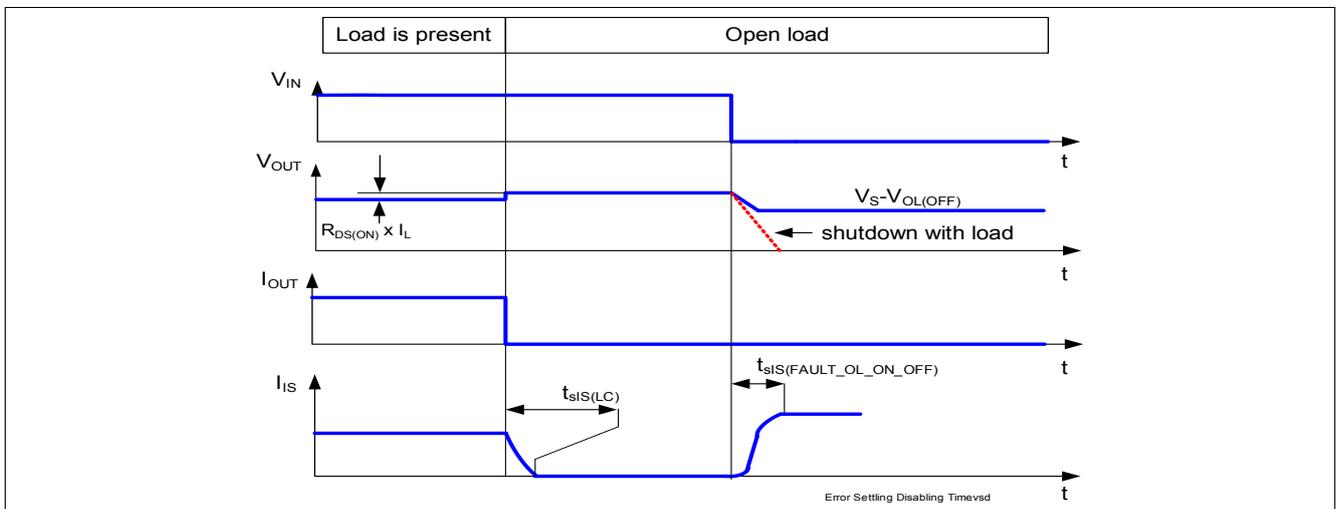 Load is present
Open load
VIN
t
VOUT
VS-VOL(OFF)
RDS(ON) x IL
shutdown with load
t
IOUT
t
tsIS(FAULT_OL_ON_OFF)
IIS
tsIS(LC)
Error Settling Disabling Timevsd
t